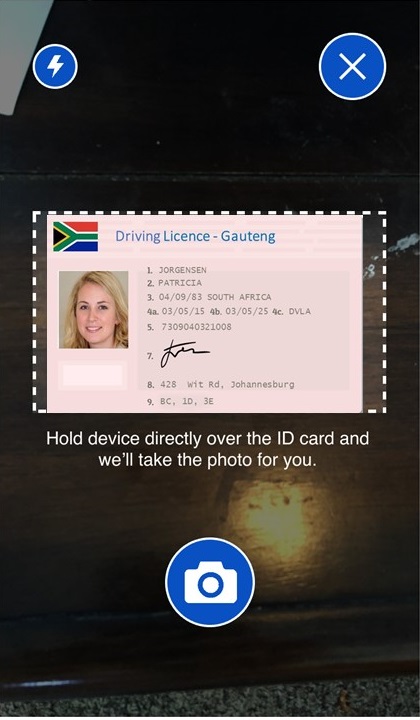 Driving Licence - Gauteng
1. JORGENSEN
2. PATRICIA
3. 04/09/83 SOUTH AFRICA
4a. 03/05/15 4b. 03/05/25 4c. DVLA
5. 7309040321008
7.
8. 428 Wit Rd, Johannesburg
9. BC, 1D, 3E
Hold device directly over the ID card and
we'll take the photo for you.